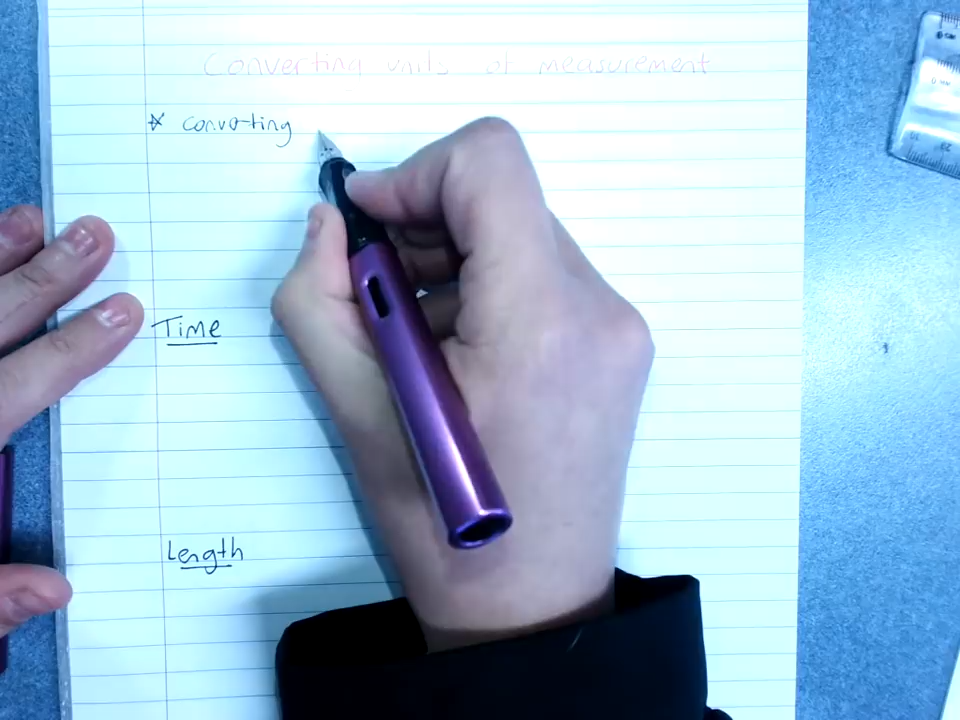 Converting units of measurement
* converting
Time
Length